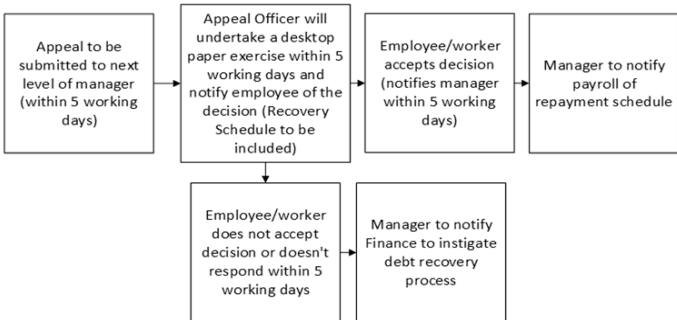 Appeal to be
submitted to next
level of manager
(within 5 working
days)
Appeal Officer will
undertake a desktop
paper exercise within 5
working days and
notify employee of the
decision (Recovery
Schedule to be
included)
Employee/worker
accepts decision
(notifies manager
within 5 working
days)
Manager to notify
payroll of
repayment schedule
Employee/worker
does not accept
decision or doesn't
respond within 5
working days
Manager to notify
Finance to instigate
debt recovery
process